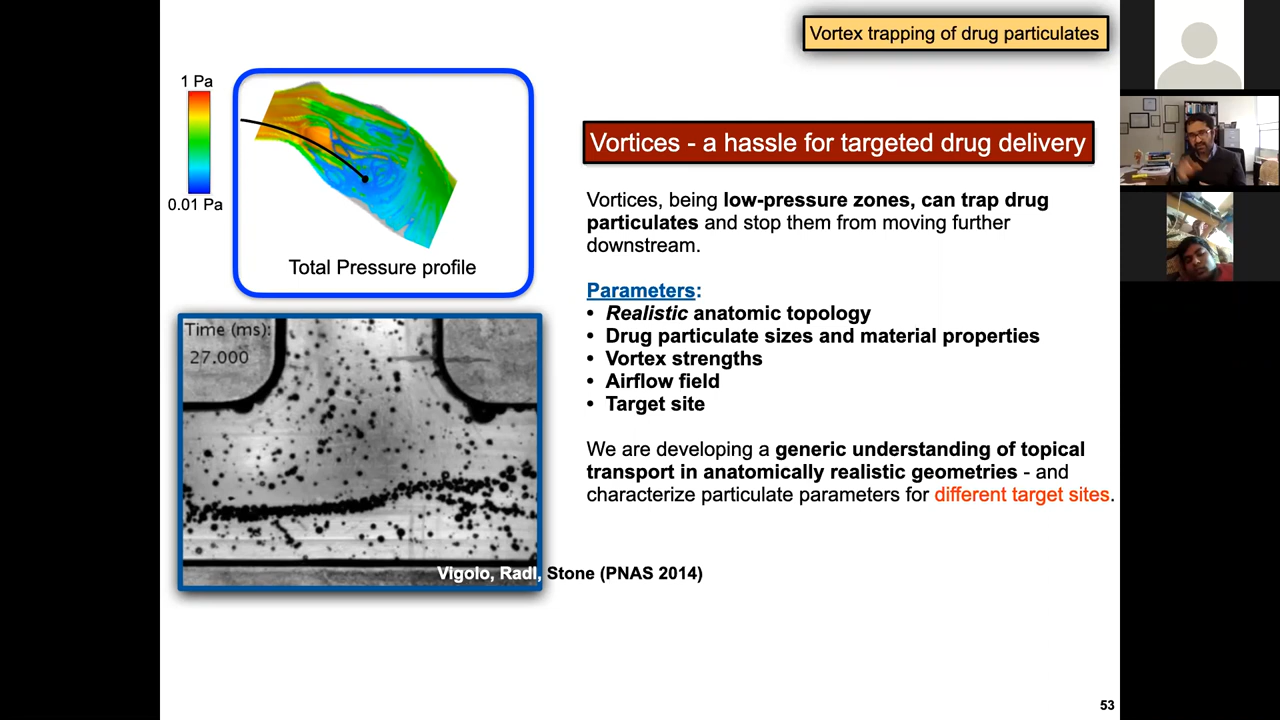 Vortex trapping of drug particulates
1 Pa
0.01 Pa
Total Pressure profile
Time (ms):
27.000
Vigolo, Radl, Stone (PNAS 2014)
Vortices - a hassle for targeted drug delivery
Vortices, being low-pressure zones, can trap drug
particulates and stop them from moving further
downstream.
Parameters:
• Realistic anatomic topology
• Drug particulate sizes and material properties
• Vortex strengths
• Airflow field
• Target site
We are developing a generic understanding of topical
transport in anatomically realistic geometries - and
characterize particulate parameters for different target sites.
53